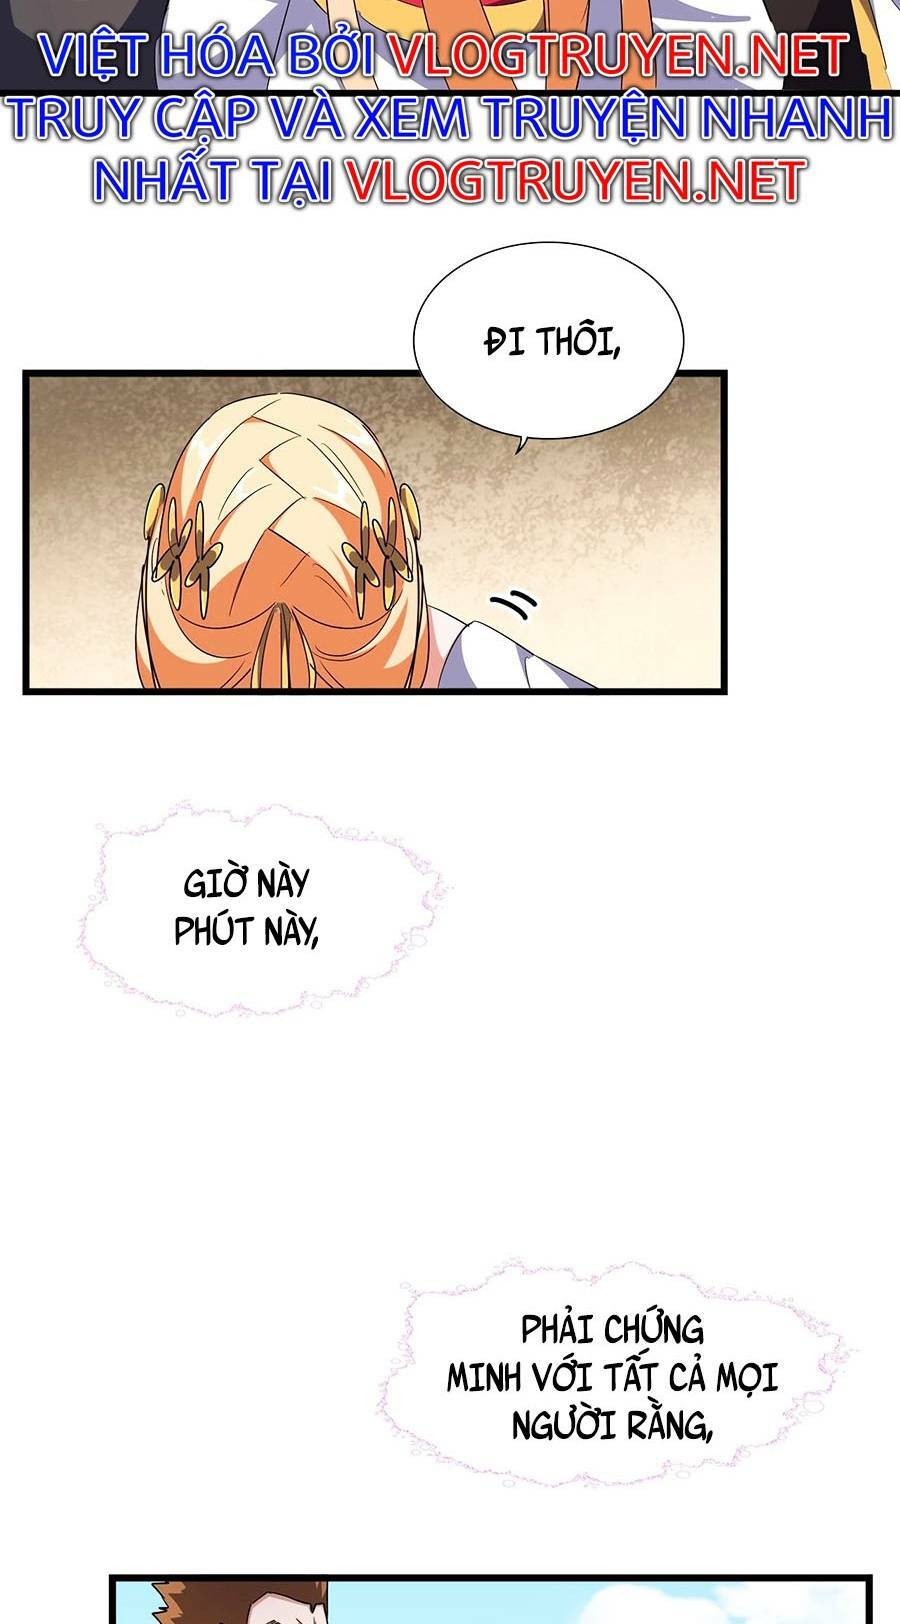 VIỆT HÓA BỞI VLOGTRUYEN.NET
TRUY CẬP VÀ XEM TRUYỆN NHANH
NHẤT TẠI VLOGTRUYEN.NET
ĐI THÔI,
GIỜ NÀY
PHÚT NÀY,
PHẢI CHỨNG
MINH VỚI TẤT CẢ MỌI
NGƯỜI RẰNG,